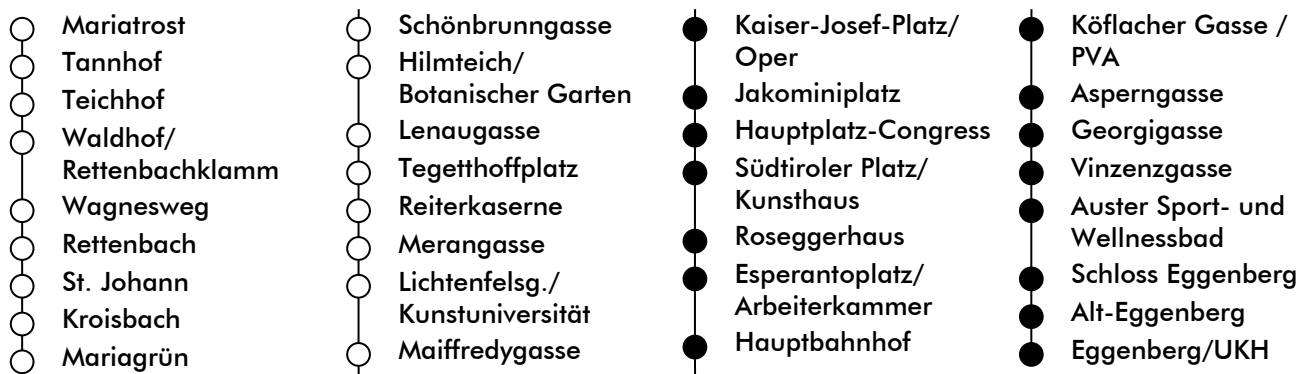 Mariatrost
Tannhof
Teichhof
Waldhof/
Rettenbachklamm
Wagnesweg
Rettenbach
St. Johann
Kroisbach
Mariagrün
Schönbrunngasse
Hilmteich/
Botanischer Garten
Lenaugasse
Tegetthoffplatz
Reiterkaserne
Merangasse
Lichtenfelsg./
Kunstuniversität
Maiffredygasse
Kaiser-Josef-Platz/
Oper
Jakominiplatz
Hauptplatz-Congress
Südtiroler Platz/
Kunsthaus
Roseggerhaus
Esperantoplatz/
Arbeiterkammer
Hauptbahnhof
Köflacher Gasse /
PVA
Asperngasse
Georgigasse
Vinzenzgasse
Auster Sport- und
Wellnessbad
Schloss Eggenberg
Alt-Eggenberg
Eggenberg/UKH